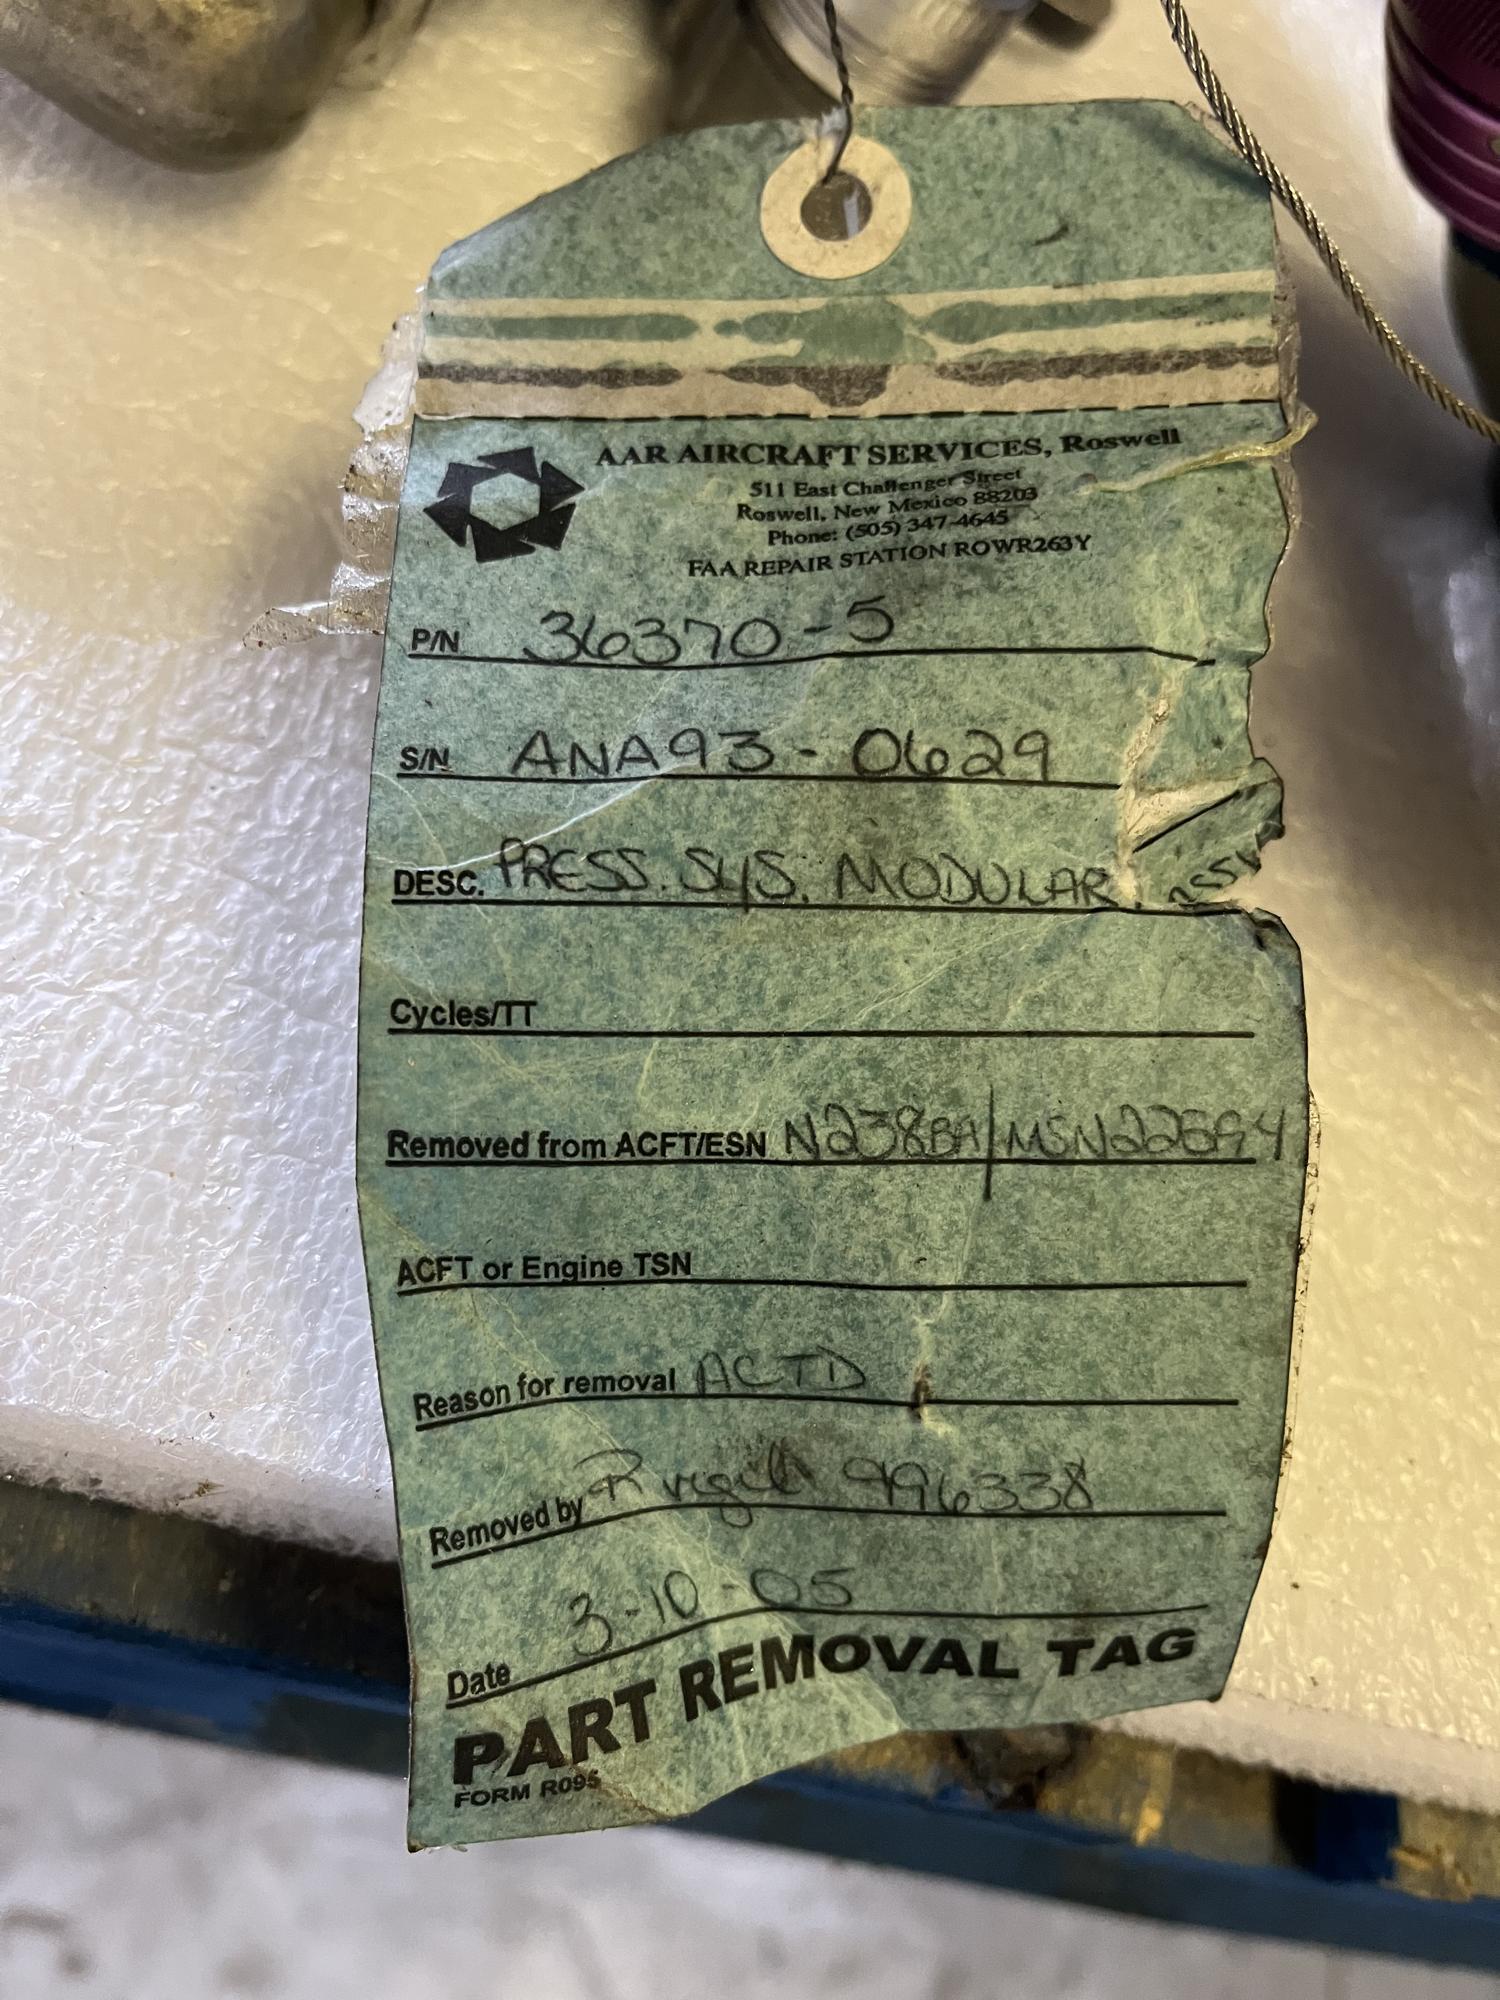 AAR AIRCRAFT SERVICES, Roswell
511 East Challenger Street
Roswell, New Mexico 88203
Phone: (505) 347-4645
FAA REPAIR STATION ROWR263Y
P/N 36370-5
S/N ANA93-0629
DESC. PRESS. SYS. MODULAR. ASSY
Cycles/TT
Removed from ACFT/ESN N238BA/MSN22594
ACFT or Engine TSN
Reason for removal ACTD
Removed by 996338
Date 3-10-05
PART REMOVAL TAG
FORM R095